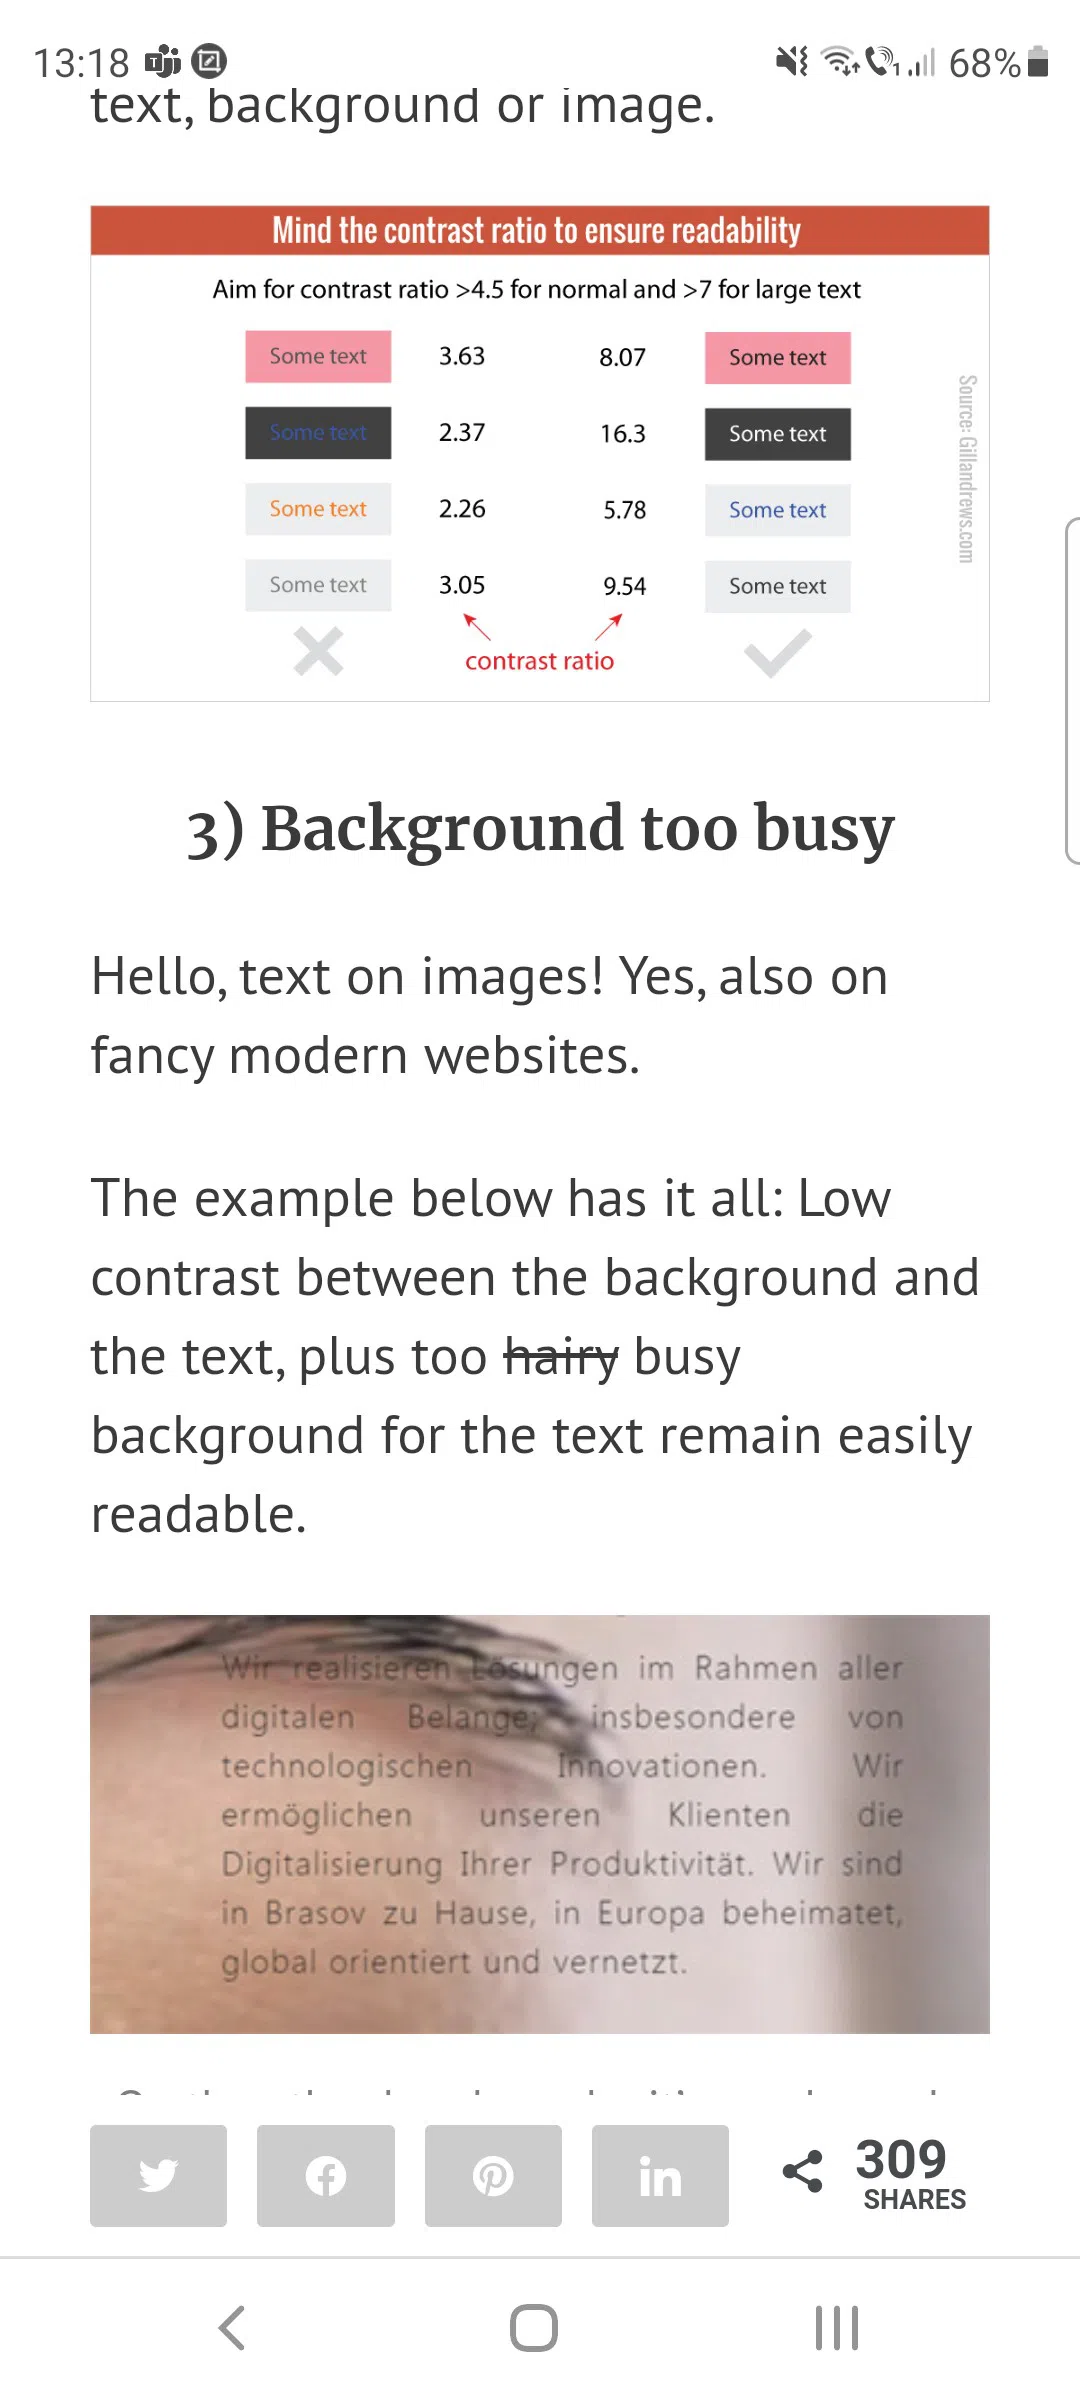 13:18
68%
text, background or image.
Mind the contrast ratio to ensure readability
Aim for contrast ratio >4.5 for normal and >7 for large text
Some text 3.63 8.07 Some text
Some text 2.37 16.3 Some text
Some text 2.26 5.78 Some text
Some text 3.05 9.54 Some text
contrast ratio
Source: Gillandrews.com
3) Background too busy
Hello, text on images! Yes, also on
fancy modern websites.
The example below has it all: Low
contrast between the background and
the text, plus too hairy busy
background for the text remain easily
readable.
Wir realisieren Lösungen im Rahmen aller
digitalen Belange, insbesondere von
technologischen Innovationen. Wir
ermöglichen unseren Klienten die
Digitalisierung Ihrer Produktivität. Wir sind
in Brasov zu Hause, in Europa beheimatet,
global orientiert und vernetzt.
309
SHARES